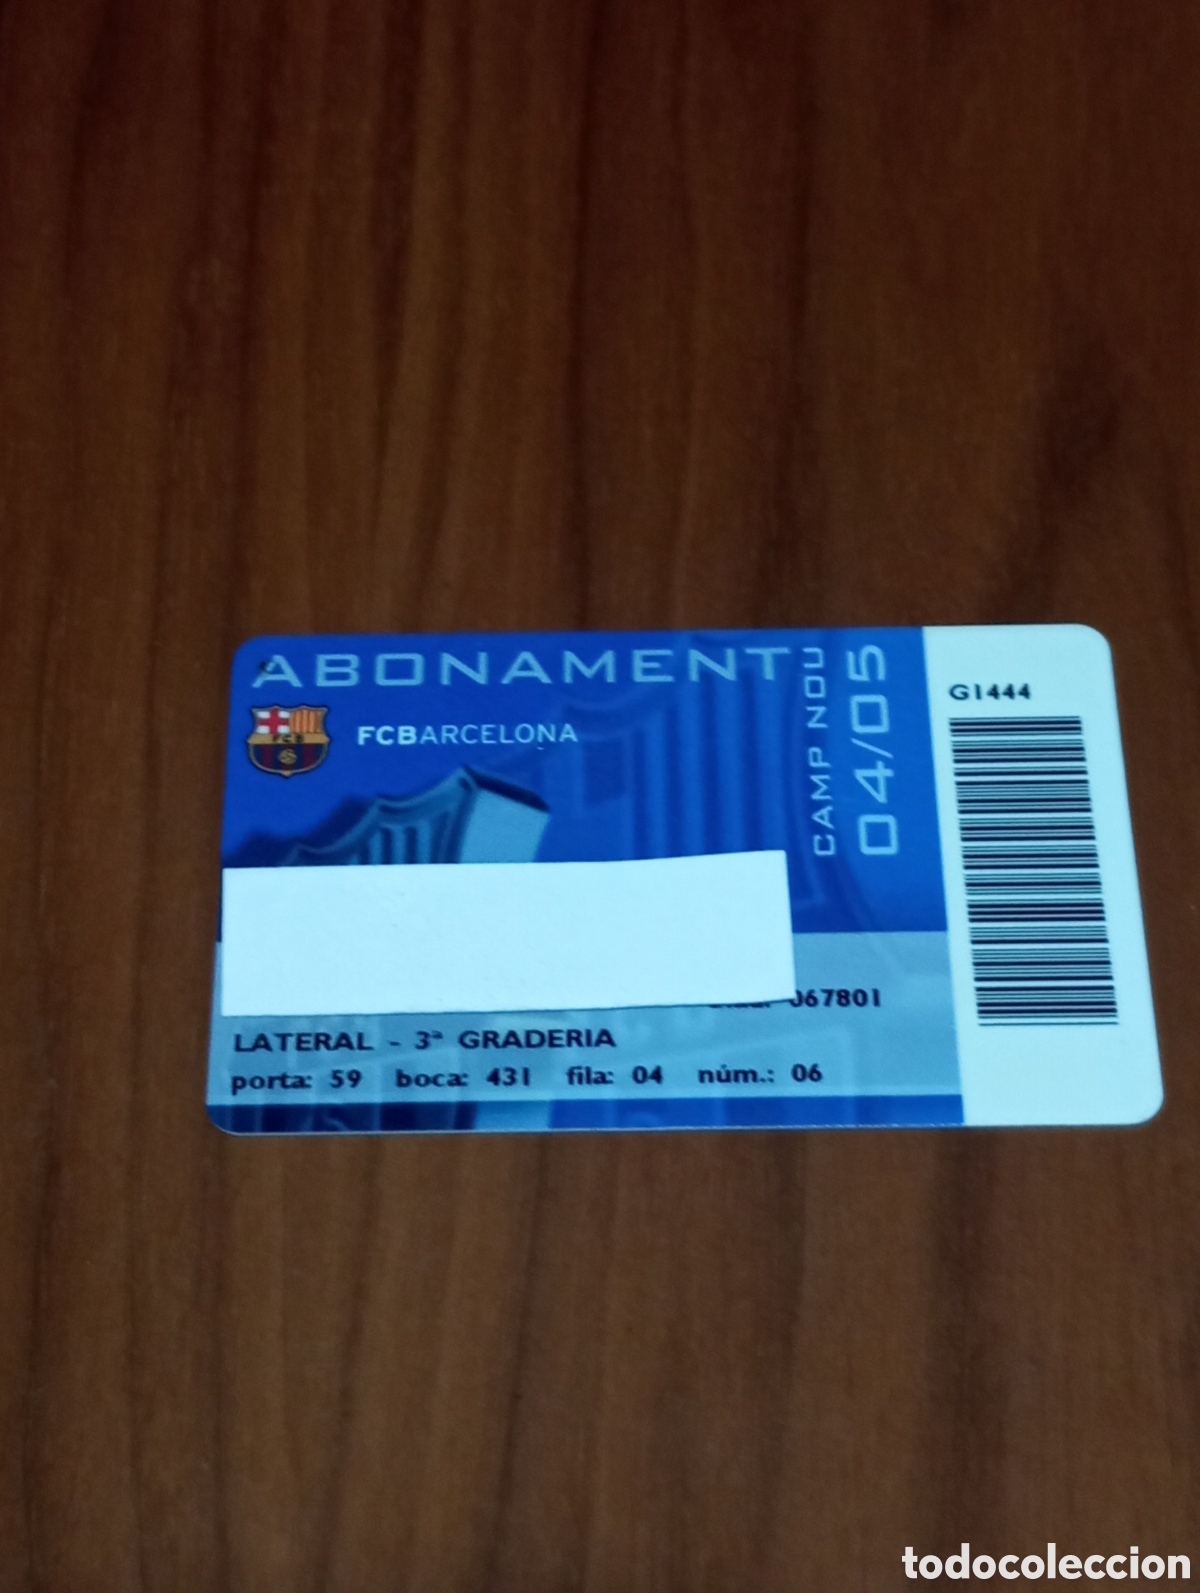 ABONAMENT
CAMP NOU
04/05
FCB
FCBARCELONA
G1444
067801
LATERAL - 3ª GRADERIA
porta: 59 boca: 431 fila: 04 núm.: 06
todocoleccion